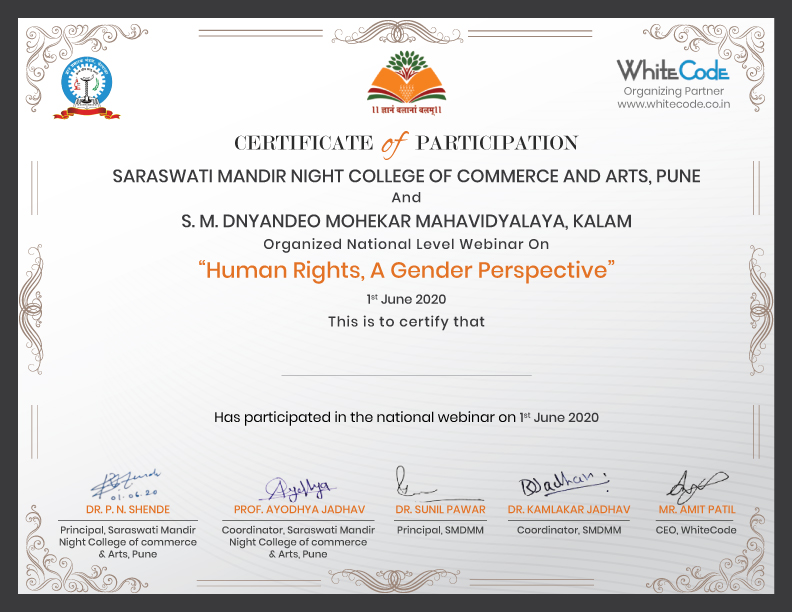 WhiteCode
Organizing Partner
www.whitecode.co.in
।। ज्ञानं बलानां बलम् ।।
CERTIFICATE of PARTICIPATION
SARASWATI MANDIR NIGHT COLLEGE OF COMMERCE AND ARTS, PUNE
And
S. M. DNYANDEO MOHEKAR MAHAVIDYALAYA, KALAM
Organized National Level Webinar On
“Human Rights, A Gender Perspective”
1st June 2020
This is to certify that
Has participated in the national webinar on 1st June 2020
01.06.20
DR. P. N. SHENDE
Principal, Saraswati Mandir
Night College of commerce
& Arts, Pune
PROF. AYODHYA JADHAV
Coordinator, Saraswati Mandir
Night College of commerce
& Arts, Pune
DR. SUNIL PAWAR
Principal, SMDMM
DR. KAMLAKAR JADHAV
Coordinator, SMDMM
MR. AMIT PATIL
CEO, WhiteCode